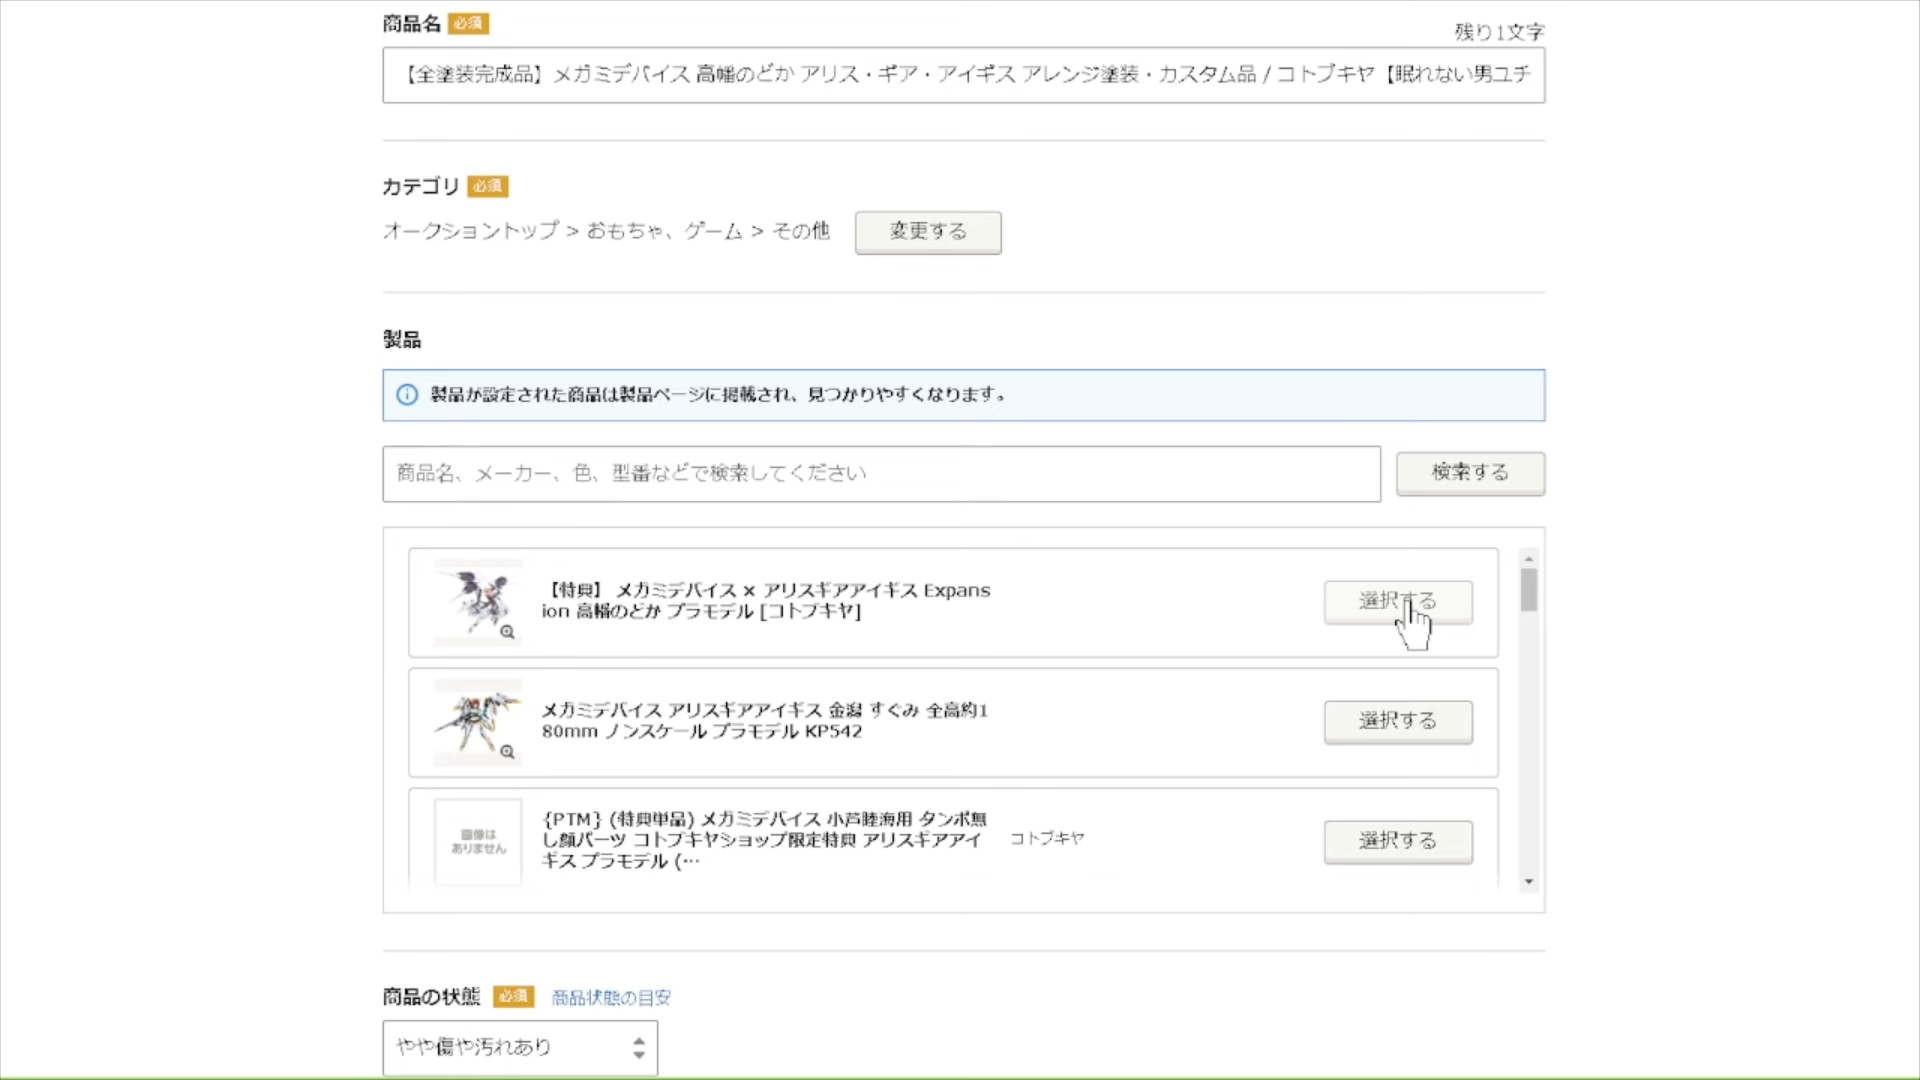 商品名 必須
残り1文字
【全塗装完成品】メガミデバイス 高幡のどか アリス・ギア・アイギス アレンジ塗装・カスタム品 / コトブキヤ【眠れない男ユチ
カテゴリ 必須
オークショントップ > おもちゃ、ゲーム > その他 変更する
製品
製品が設定された商品は製品ページに掲載され、見つかりやすくなります。
商品名、メーカー、色、型番などで検索してください 検索する
【特典】 メガミデバイス × アリスギアアイギス Expans
ion 高幡のどか プラモデル [コトブキヤ]
選択する
メガミデバイス アリスギアアイギス 金潟 すぐみ 全高約1
80mm ノンスケール プラモデル KP542
選択する
画像は
ありません
{PTM} (特典単品) メガミデバイス 小芦睦海用 タンポ無
し顔パーツ コトブキヤショップ限定特典 アリスギアアイ
ギス プラモデル (…
コトブキヤ
選択する
商品の状態 必須 商品状態の目安
やや傷や汚れあり